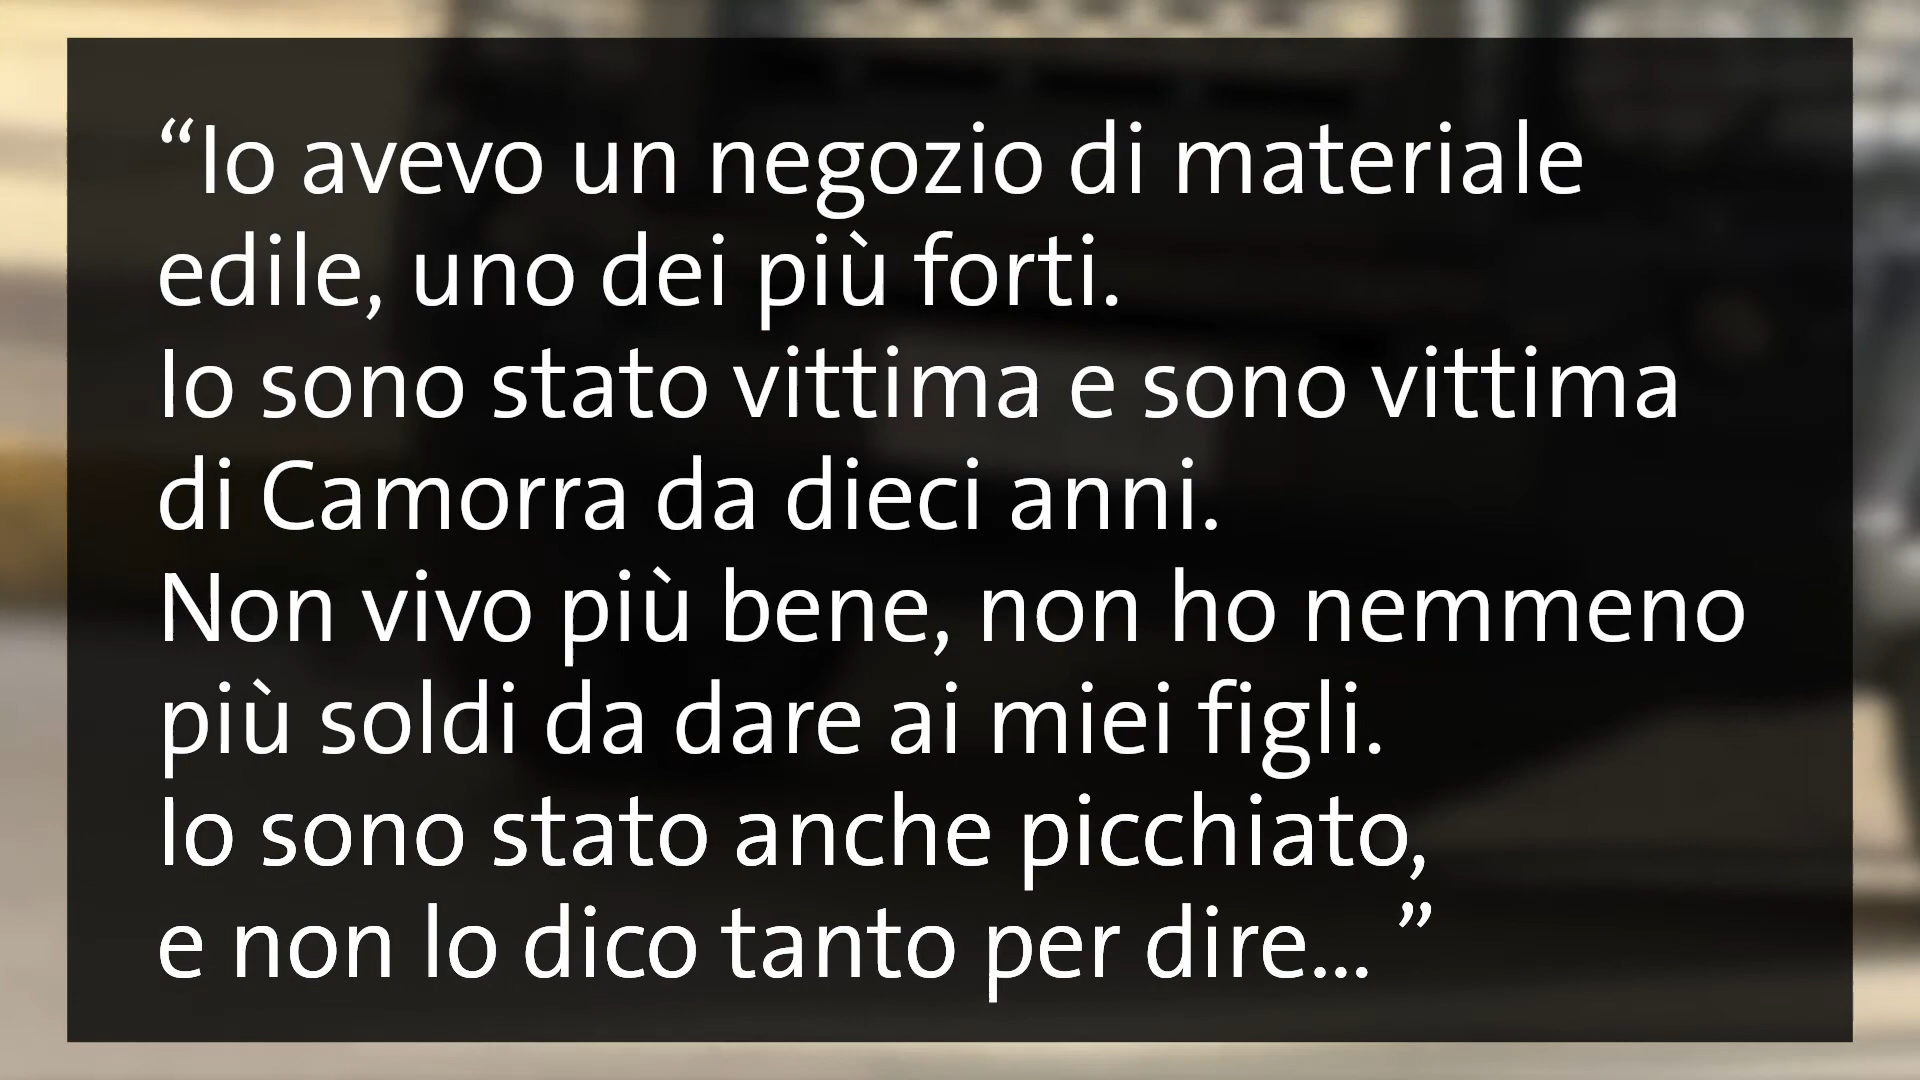 “Io avevo un negozio di materiale
edile, uno dei più forti.
Io sono stato vittima e sono vittima
di Camorra da dieci anni.
Non vivo più bene, non ho nemmeno
più soldi da dare ai miei figli.
Io sono stato anche picchiato,
e non lo dico tanto per dire... ”